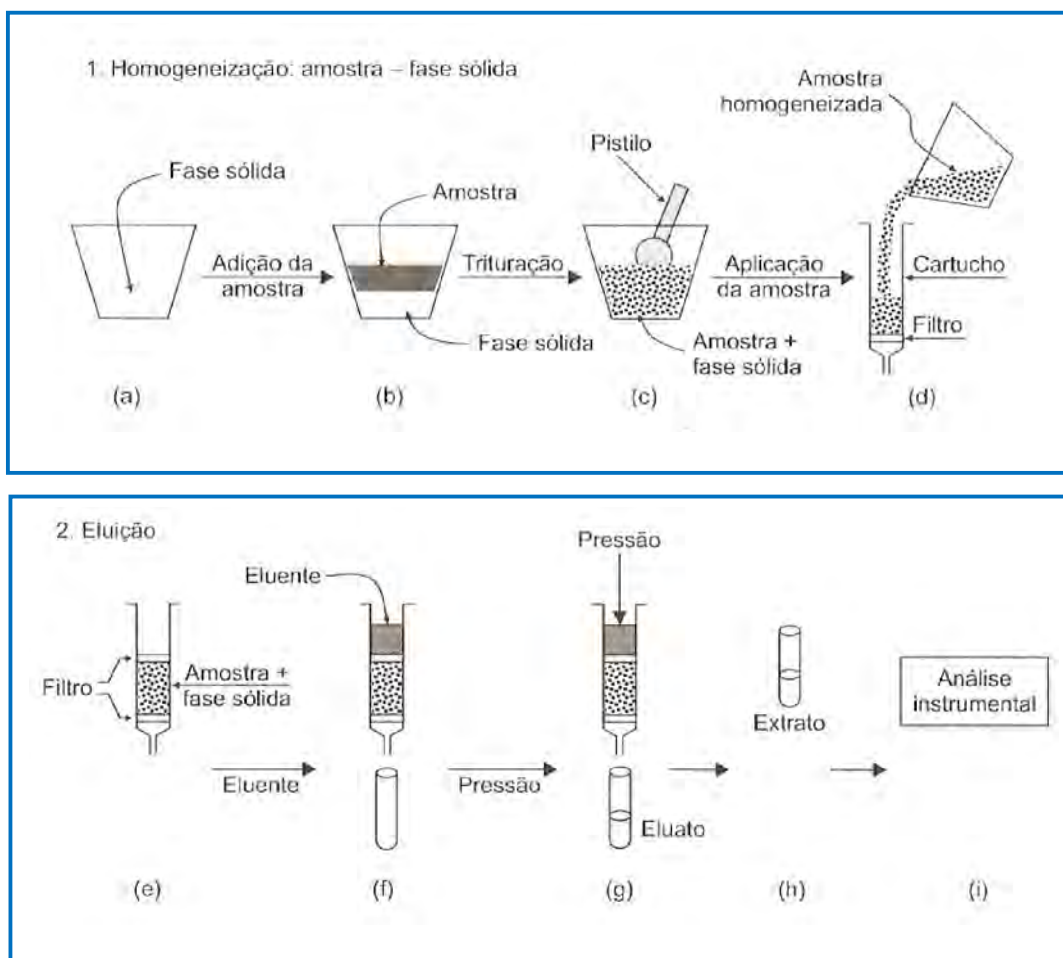 1. Homogeneização: amostra – fase sólida
Fase sólida
Adição da
amostra
Amostra
Fase sólida
Trituração
Pistilo
Amostra +
fase sólida
Aplicação
da amostra
Amostra
homogeneizada
Cartucho
Filtro
(a)
(b)
(c)
(d)
2. Eluição
Filtro
Amostra +
fase sólida
Eluente
Eluente
Pressão
Pressão
Eluato
Extrato
Análise
instrumental
(e)
(f)
(g)
(h)
(i)